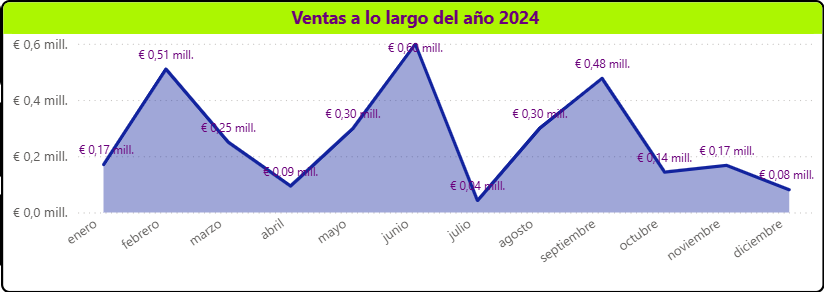 Ventas a lo largo del año 2024
€ 0,6 mill.
€ 0,4 mill.
€ 0,2 mill.
€ 0,0 mill.
€ 0,17 mill.
€ 0,51 mill.
€ 0,25 mill.
€ 0,09 mill.
€ 0,30 mill.
€ 0,60 mill.
€ 0,04 mill.
€ 0,30 mill.
€ 0,48 mill.
€ 0,14 mill.
€ 0,17 mill.
€ 0,08 mill.
enero
febrero
marzo
abril
mayo
junio
julio
agosto
septiembre
octubre
noviembre
diciembre